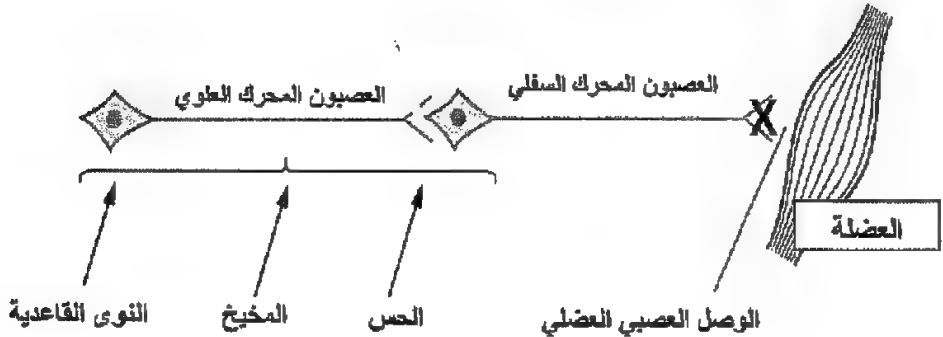 العصبون المحرك العلوي
العصبون المحرك السفلي
X
العضلة
النوى القاعدية
المخيخ
الحس
الوصل العصبي العضلي